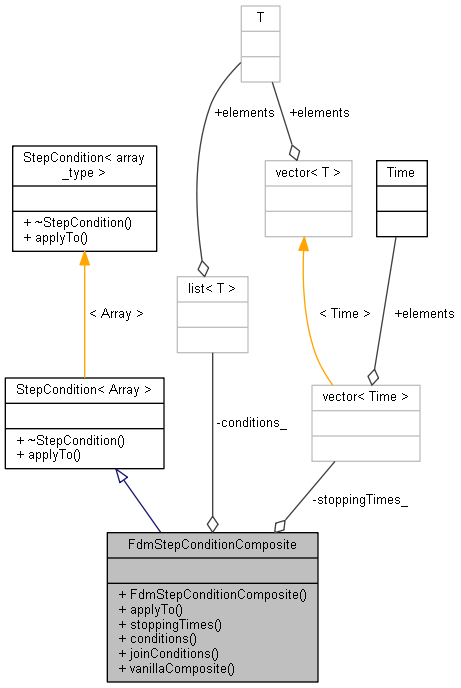 T
+elements
+elements
StepCondition< array
_type >
+ ~StepCondition()
+ applyTo()
vector< T >
Time
list< T >
< Array >
< Time >
+elements
StepCondition< Array >
+ ~StepCondition()
+ applyTo()
vector< Time >
-conditions_
-stoppingTimes_
FdmStepConditionComposite
+ FdmStepConditionComposite()
+ applyTo()
+ stoppingTimes()
+ conditions()
+ joinConditions()
+ vanillaComposite()